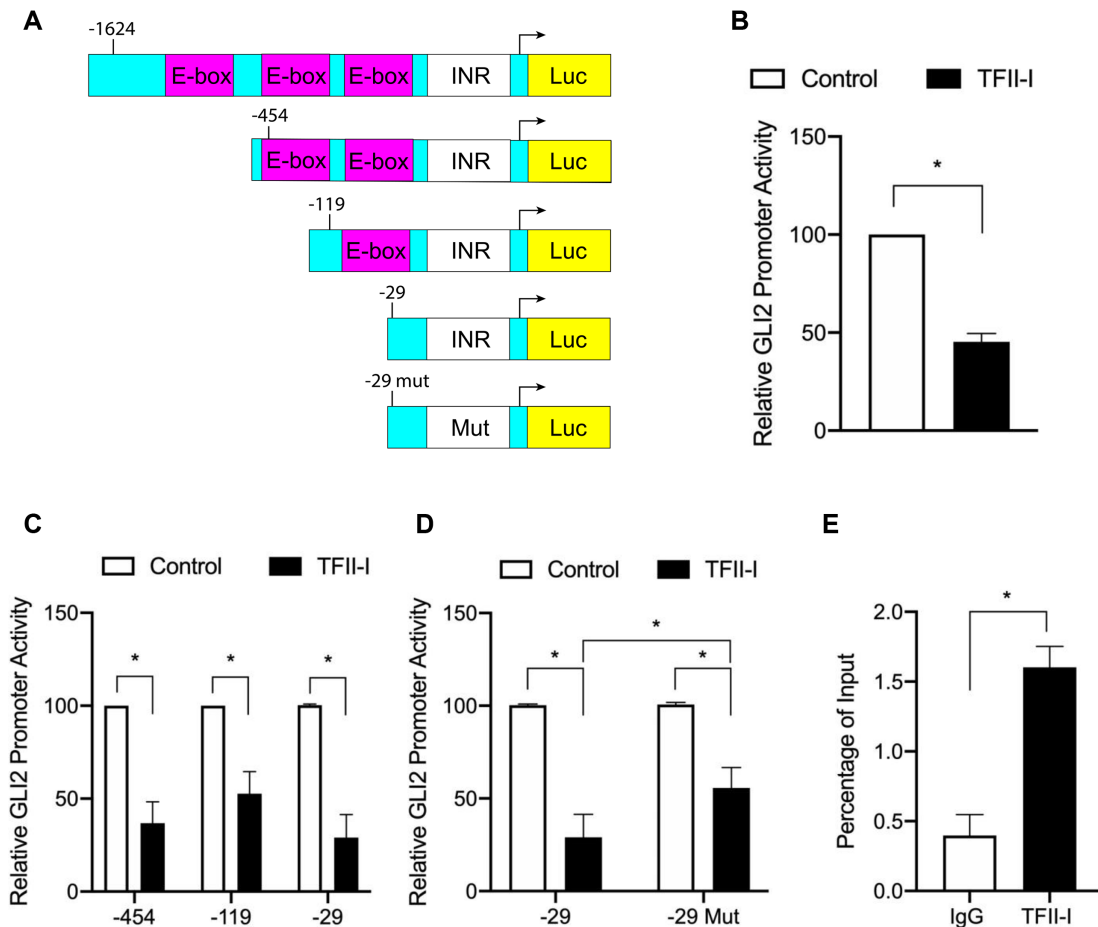 A
-1624
E-box E-box E-box INR Luc
-454
E-box E-box INR Luc
-119
E-box INR Luc
-29
INR Luc
-29 mut
Mut Luc
B
Control TFII-I
Relative GLI2 Promoter Activity
150
100
50
0
*
C
Control TFII-I
Relative GLI2 Promoter Activity
150
100
50
0
* * *
-454 -119 -29
D
Control TFII-I
Relative GLI2 Promoter Activity
150
100
50
0
*
* *
-29 -29 Mut
E
Percentage of Input
2.0
1.5
1.0
0.5
0.0
*
IgG TFII-I